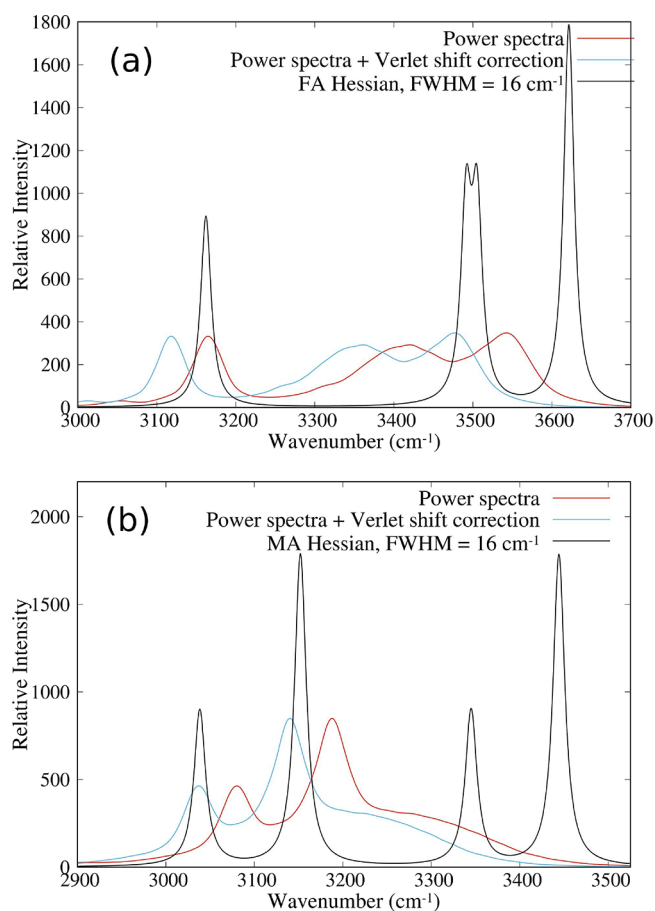 (a)
Power spectra
Power spectra + Verlet shift correction
FA Hessian, FWHM = 16 cm⁻¹
Relative Intensity
1800
1600
1400
1200
1000
800
600
400
200
0
3000 3100 3200 3300 3400 3500 3600 3700
Wavenumber (cm⁻¹)
(b)
Power spectra
Power spectra + Verlet shift correction
MA Hessian, FWHM = 16 cm⁻¹
Relative Intensity
2000
1500
1000
500
0
2900 3000 3100 3200 3300 3400 3500
Wavenumber (cm⁻¹)